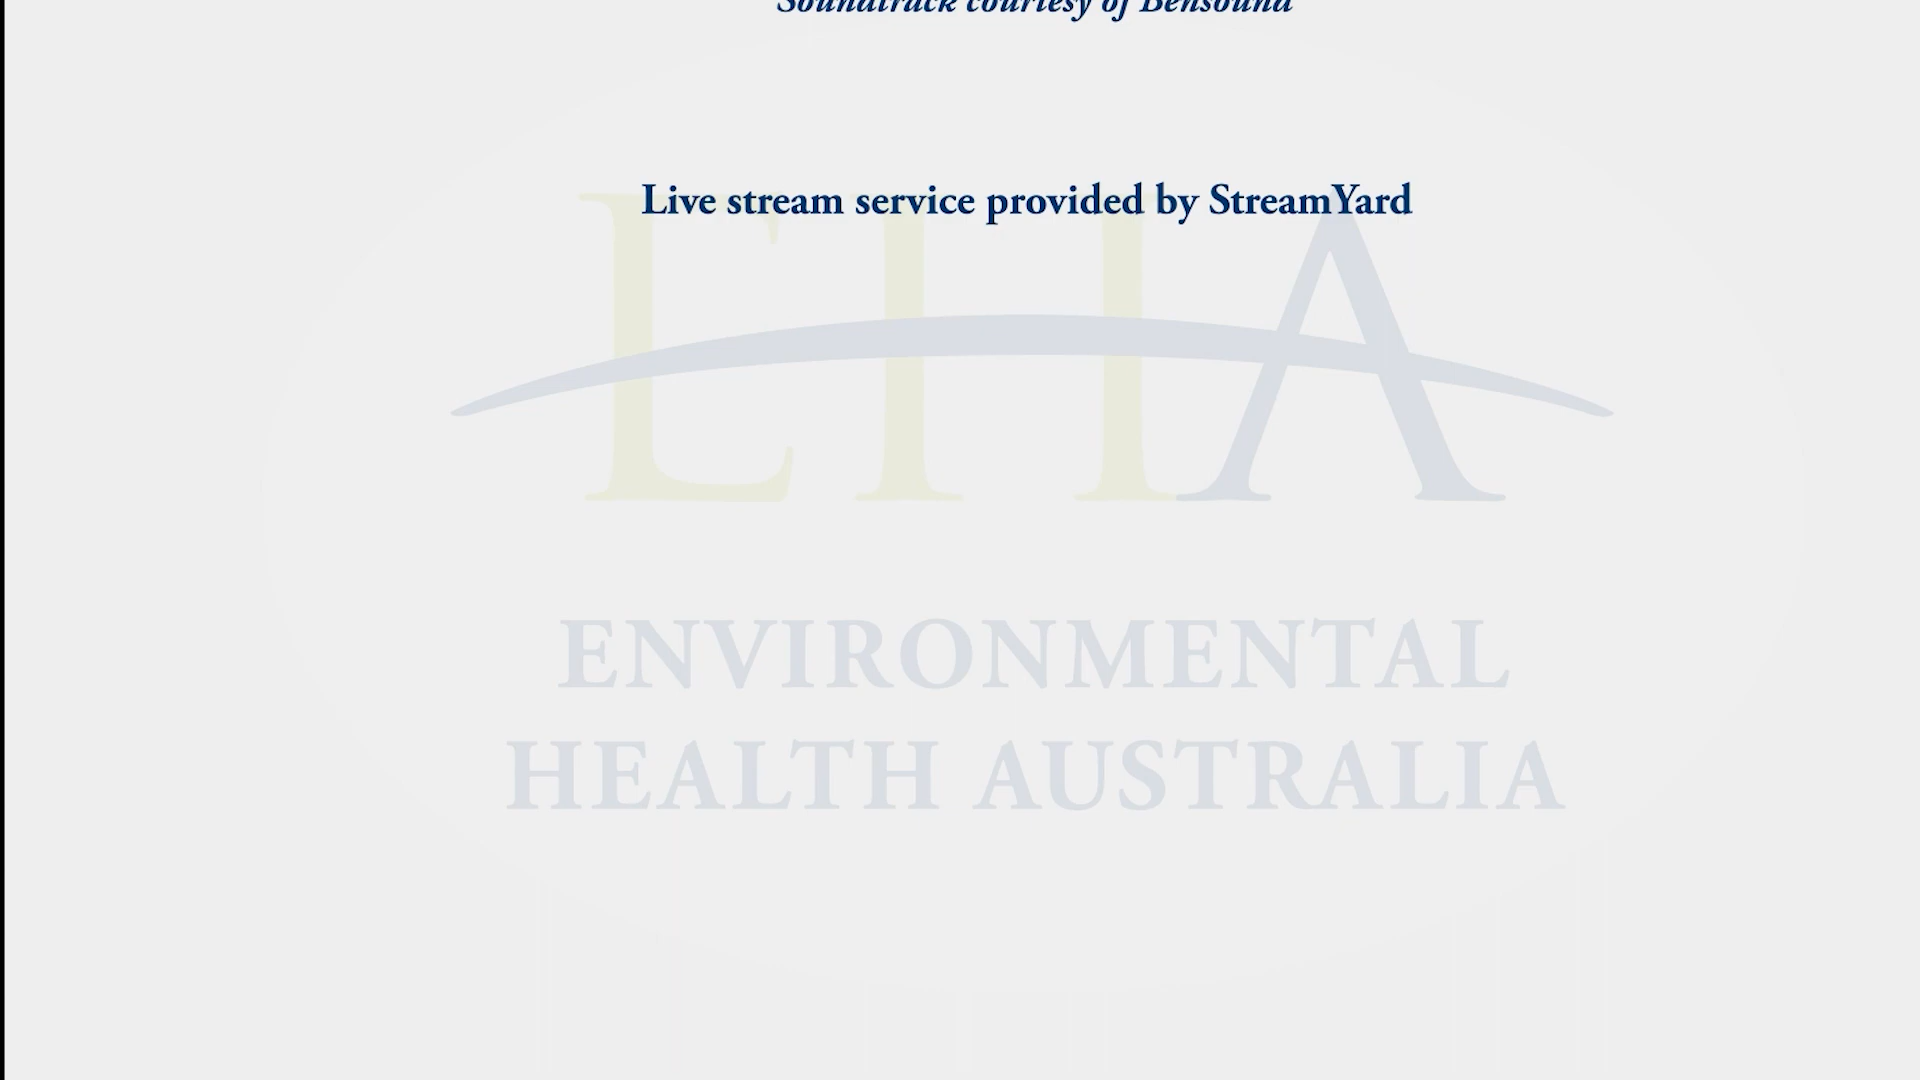 Soundtrack courtesy of Bensound
Live stream service provided by StreamYard
EHA
ENVIRONMENTAL
HEALTH AUSTRALIA